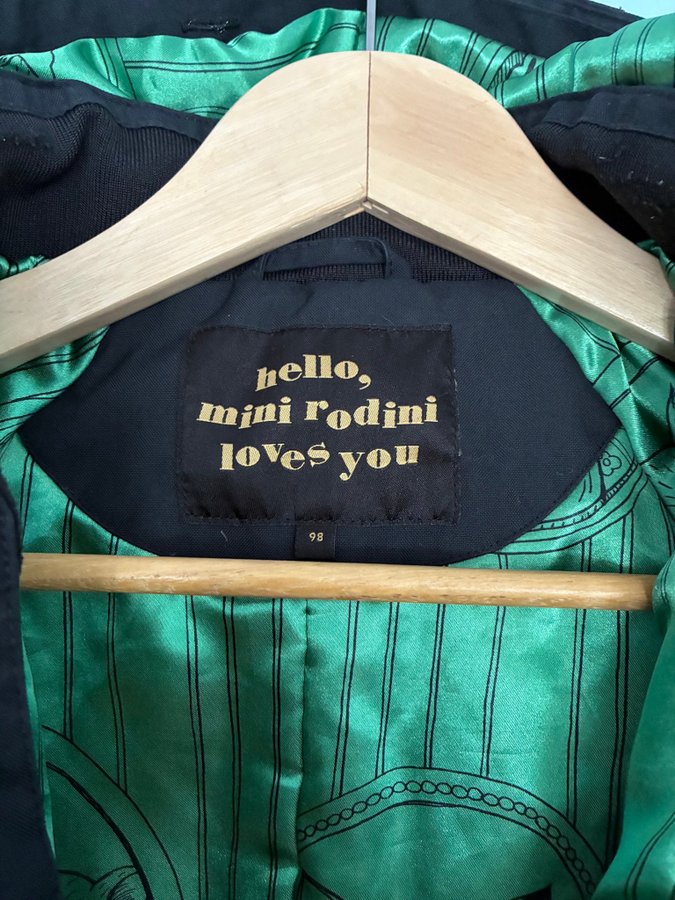 hello,
mini rodini
loves you
98